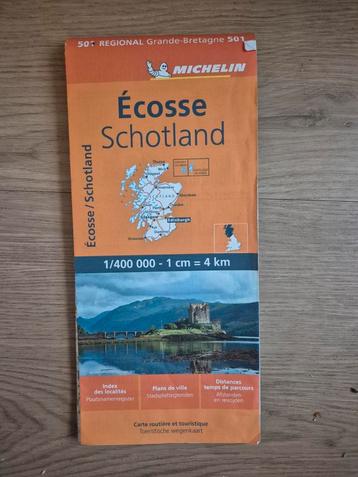 501 REGIONAL Grande-Bretagne 501
MICHELIN
Écosse
Schotland
Écosse / Schotland
Edinburgh
1/400 000 - 1 cm = 4 km
Index
des localités
Plaatsnamenregister
Plans de ville
Stadsplattegronden
Distances
temps de parcours
Afstanden
en reistijden
Carte routière et touristique
Toeristische wegenkaart